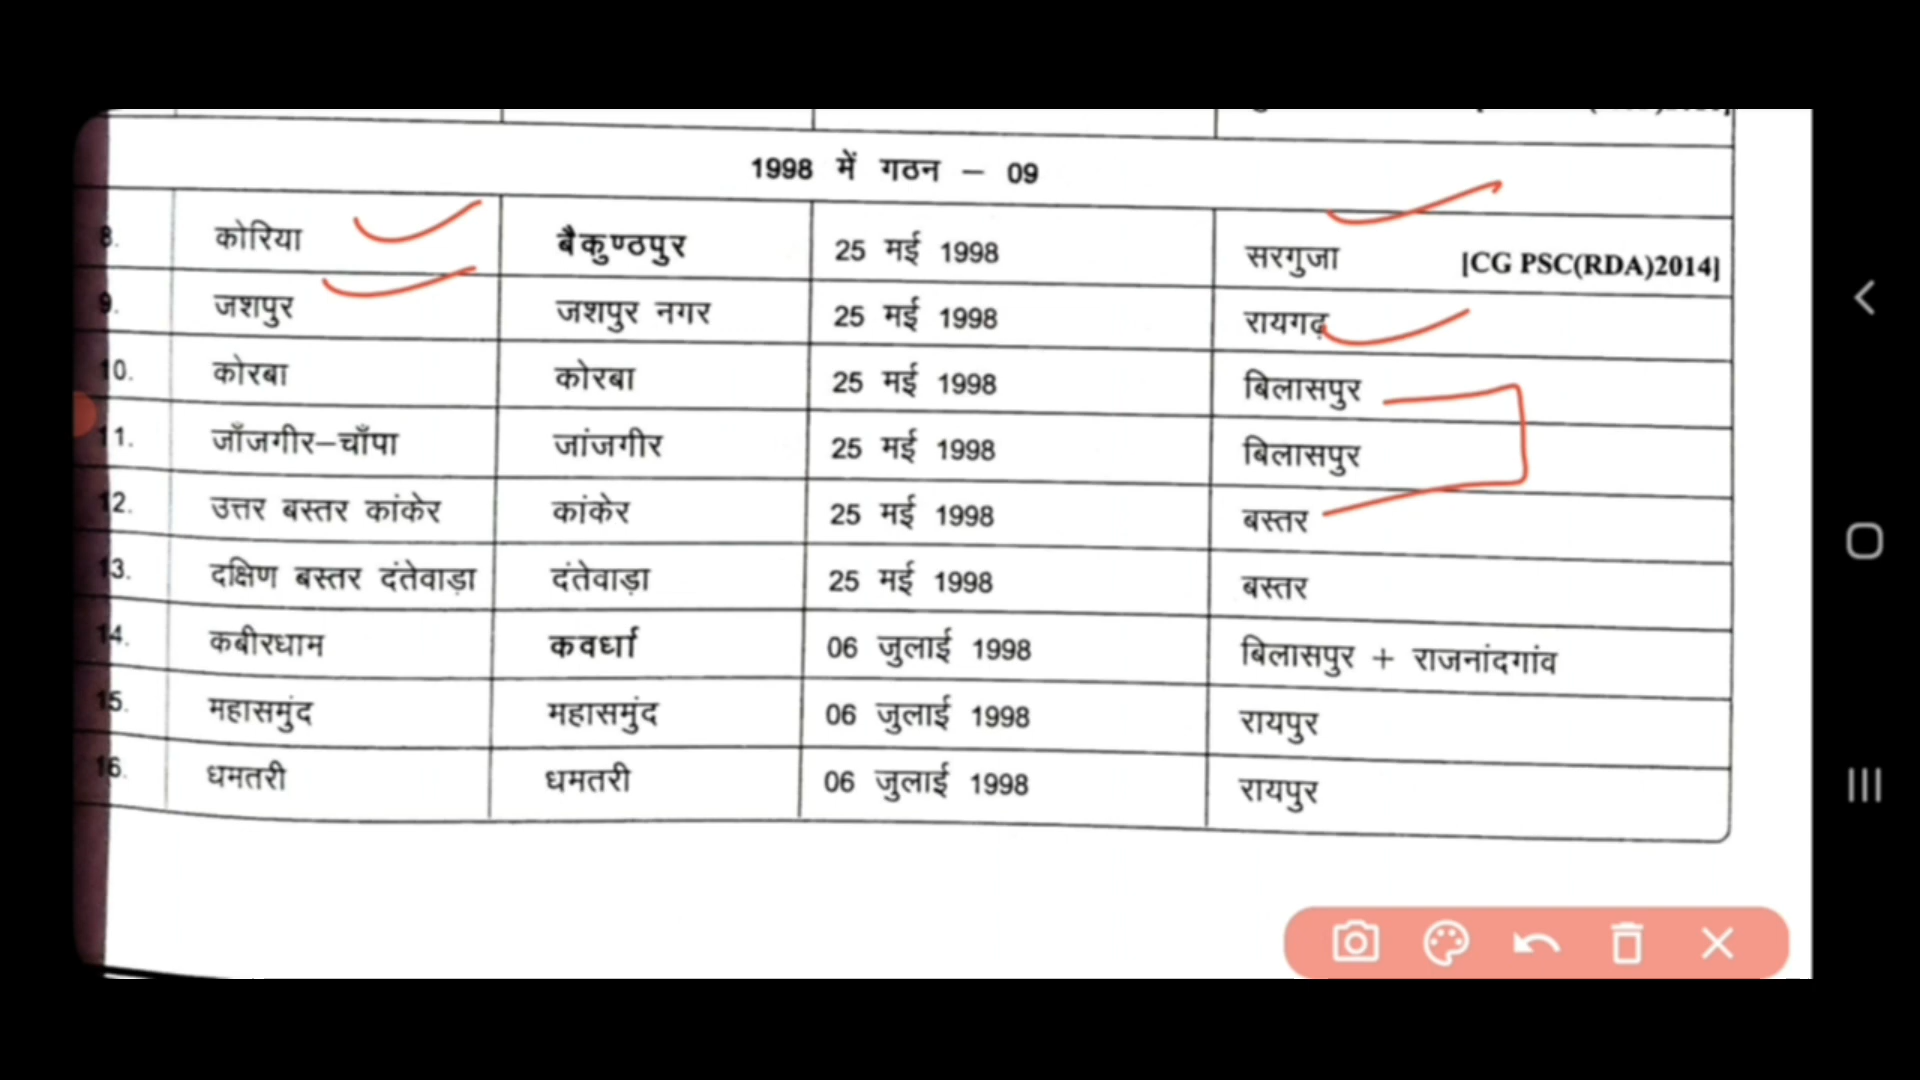 1998 में गठन – 09
8. कोरिया बैकुण्ठपुर 25 मई 1998 सरगुजा [CG PSC(RDA)2014]
9. जशपुर जशपुर नगर 25 मई 1998 रायगढ़
10. कोरबा कोरबा 25 मई 1998 बिलासपुर
11. जाँजगीर–चाँपा जांजगीर 25 मई 1998 बिलासपुर
12. उत्तर बस्तर कांकेर कांकेर 25 मई 1998 बस्तर
13. दक्षिण बस्तर दंतेवाड़ा दंतेवाड़ा 25 मई 1998 बस्तर
14. कबीरधाम कवर्धा 06 जुलाई 1998 बिलासपुर + राजनांदगांव
15. महासमुंद महासमुंद 06 जुलाई 1998 रायपुर
16. धमतरी धमतरी 06 जुलाई 1998 रायपुर